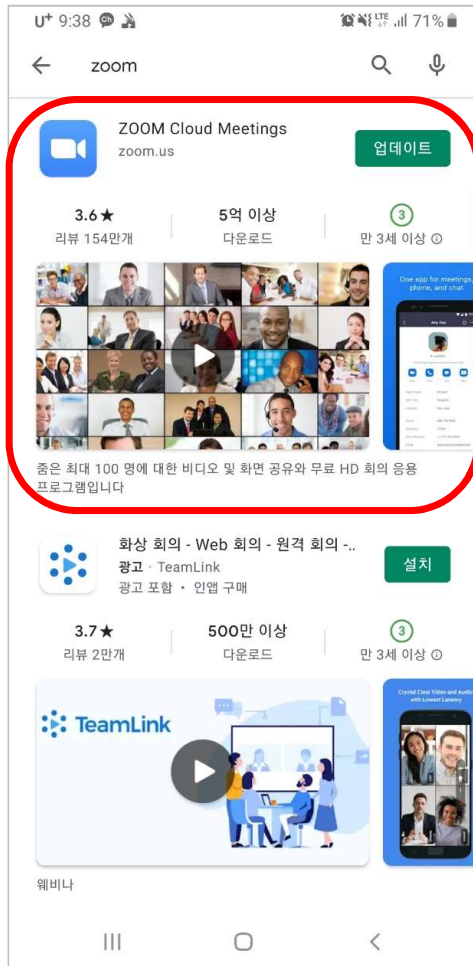 U+ 9:38 LTE 71%
zoom
ZOOM Cloud Meetings
zoom.us
업데이트
3.6★ 5억 이상 3
리뷰 154만개 다운로드 만 3세 이상
One app for meetings,
phone, and chat
줌은 최대 100 명에 대한 비디오 및 화면 공유와 무료 HD 회의 응용
프로그램입니다
화상 회의 - Web 회의 - 원격 회의 -..
광고 · TeamLink
광고 포함 • 인앱 구매
설치
3.7★ 500만 이상 3
리뷰 2만개 다운로드 만 3세 이상
TeamLink
Crystal Clear Video and Audio
with Lowest Latency
웨비나